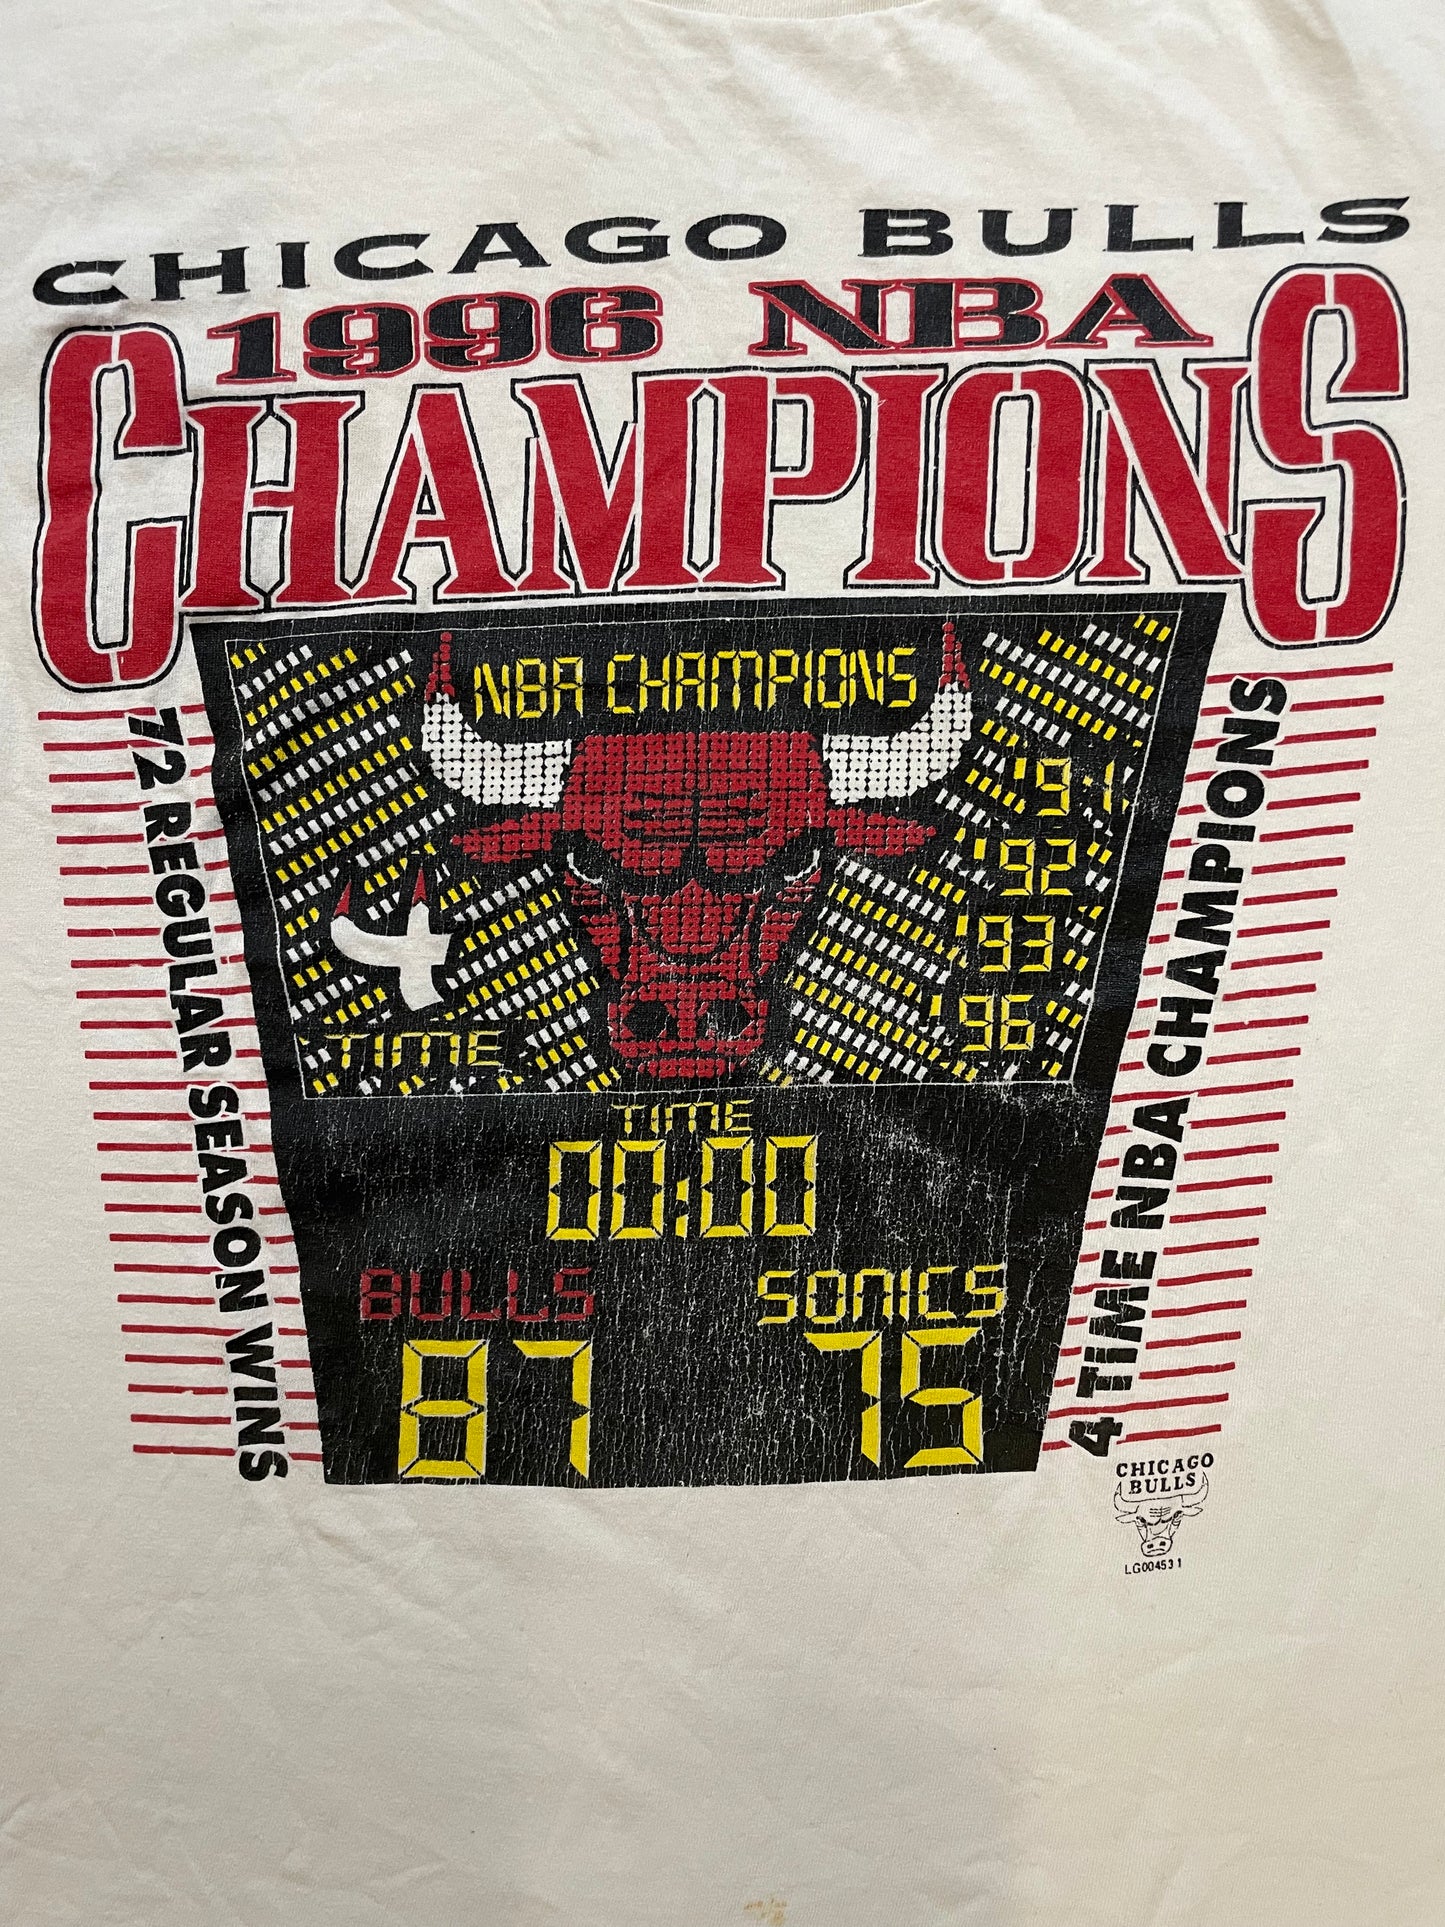 CHICAGO BULLS
1996 NBA
CHAMPIONS
NBA CHAMPIONS
'91
'92
'93
'96
4
TIME
TIME
00:00
BULLS
SONICS
87
75
72 REGULAR SEASON WINS
4 TIME NBA CHAMPIONS
CHICAGO
BULLS
LG004531